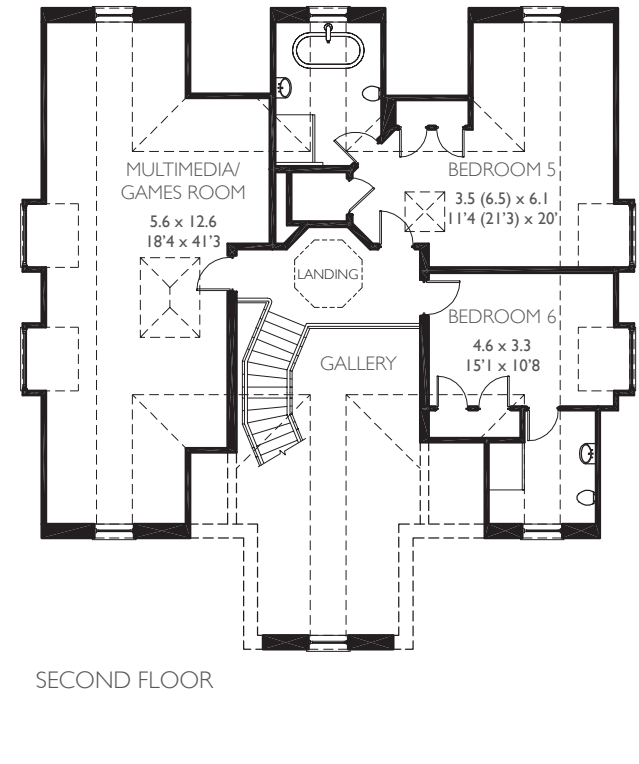 MULTIMEDIA/
GAMES ROOM
5.6 x 12.6
18'4 x 41'3
BEDROOM 5
3.5 (6.5) x 6.1
11'4 (21'3) x 20'
LANDING
BEDROOM 6
4.6 x 3.3
15'1 x 10'8
GALLERY
SECOND FLOOR